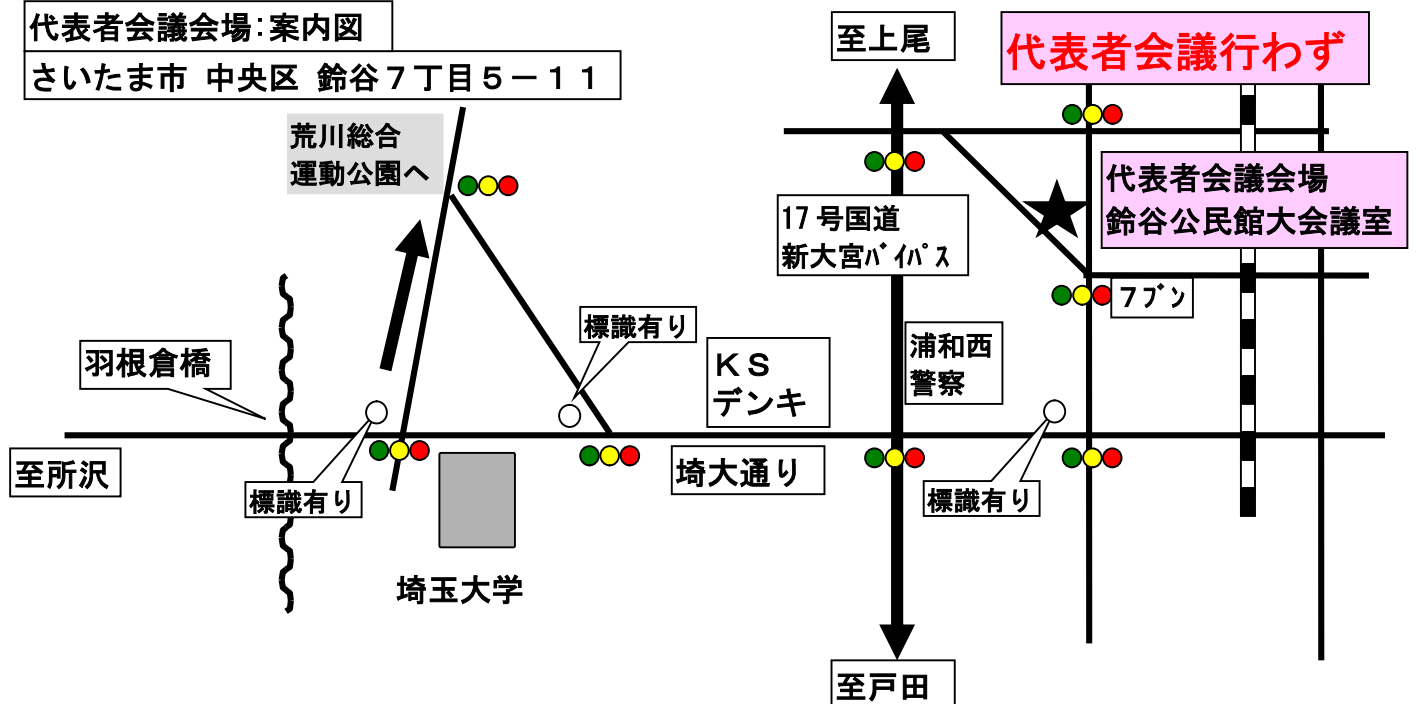 代表者会議会場:案内図
さいたま市 中央区 鈴谷７丁目５－１１
至上尾
代表者会議行わず
荒川総合
運動公園へ
代表者会議会場
鈴谷公民館大会議室
17号国道
新大宮ﾊﾞｲﾊﾟｽ
７ﾌﾞﾝ
標識有り
羽根倉橋
ＫＳ
デンキ
浦和西
警察
至所沢
標識有り
埼大通り
標識有り
埼玉大学
至戸田